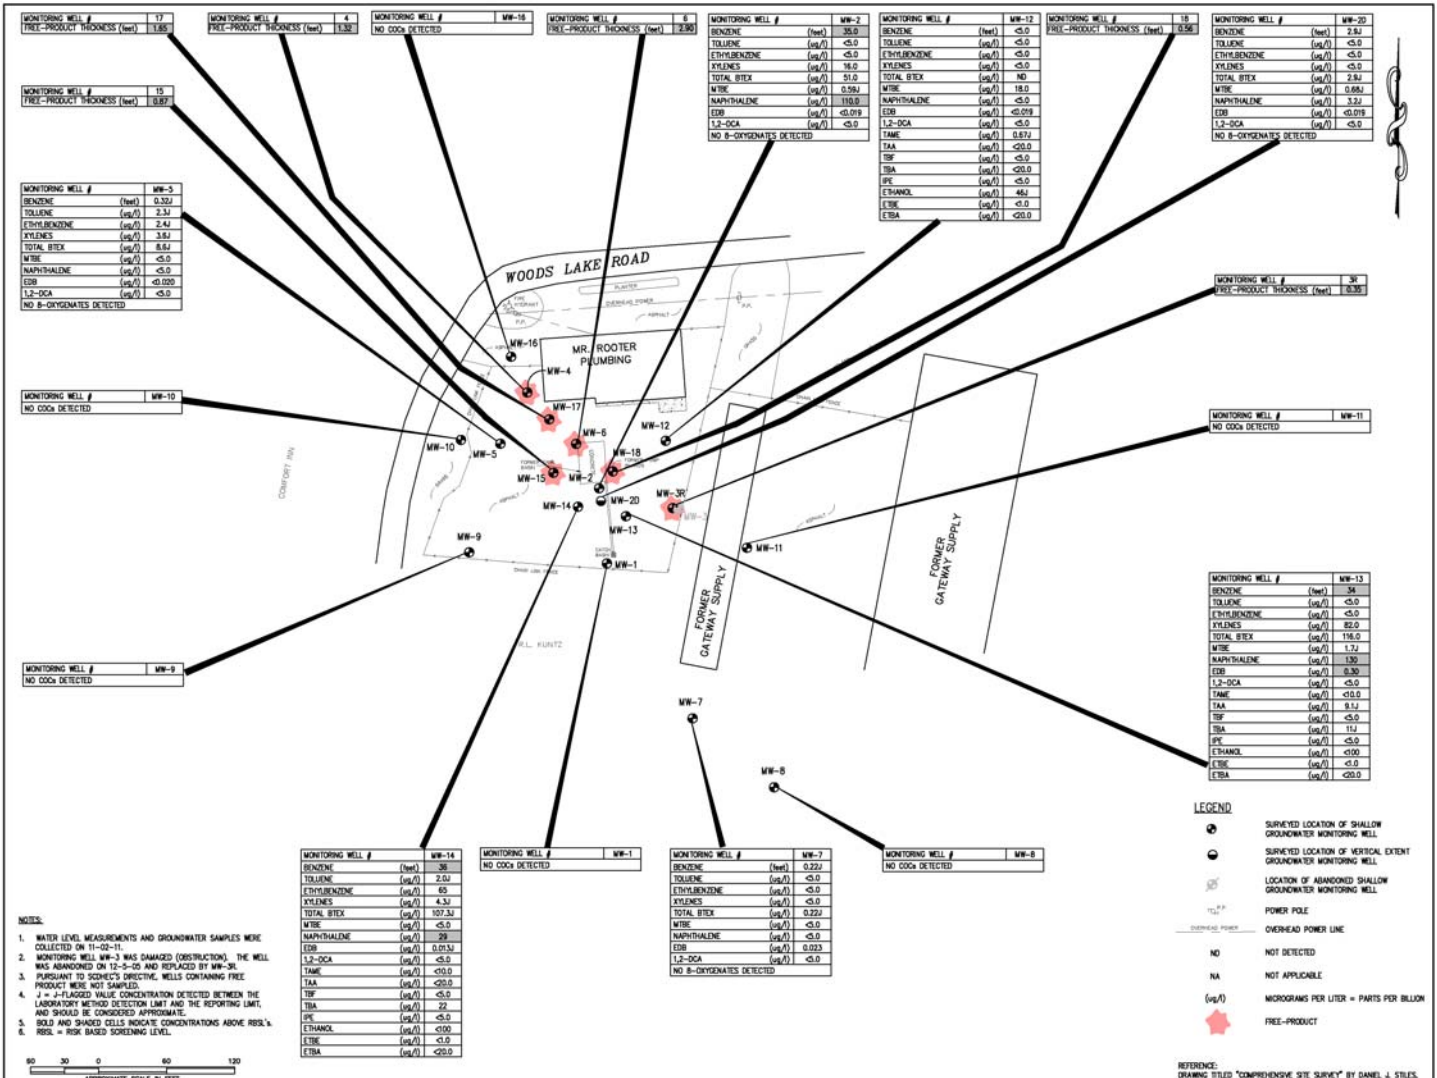 MONITORING WELL # 17
FREE-PRODUCT THICKNESS (feet) 1.65
MONITORING WELL # 4
FREE-PRODUCT THICKNESS (feet) 1.32
MONITORING WELL # MW-16
NO COCs DETECTED
MONITORING WELL # 6
FREE-PRODUCT THICKNESS (feet) 2.90
MONITORING WELL # MW-2
BENZENE (feet) 35.0
TOLUENE (ug/l) <5.0
ETHYLBENZENE (ug/l) <5.0
XYLENES (ug/l) 16.0
TOTAL BTEX (ug/l) 51.0
MTBE (ug/l) 0.59J
NAPHTHALENE (ug/l) 110.0
EDB (ug/l) <0.019
1,2-DCA (ug/l) <5.0
NO 8-OXYGENATES DETECTED
MONITORING WELL # MW-12
BENZENE (feet) <5.0
TOLUENE (ug/l) <5.0
ETHYLBENZENE (ug/l) <5.0
XYLENES (ug/l) <5.0
TOTAL BTEX (ug/l) ND
MTBE (ug/l) 18.0
NAPHTHALENE (ug/l) <5.0
EDB (ug/l) <0.019
1,2-DCA (ug/l) <5.0
TAME (ug/l) 0.67J
TAA (ug/l) <20.0
TBF (ug/l) <5.0
TBA (ug/l) <20.0
IPE (ug/l) <5.0
ETHANOL (ug/l) 46J
ETBE (ug/l) <1.0
ETBA (ug/l) <20.0
MONITORING WELL # 18
FREE-PRODUCT THICKNESS (feet) 0.56
MONITORING WELL # MW-2D
BENZENE (feet) 2.9J
TOLUENE (ug/l) <5.0
ETHYLBENZENE (ug/l) <5.0
XYLENES (ug/l) <5.0
TOTAL BTEX (ug/l) 2.9J
MTBE (ug/l) 0.68J
NAPHTHALENE (ug/l) 3.2J
EDB (ug/l) <0.019
1,2-DCA (ug/l) <5.0
NO 8-OXYGENATES DETECTED
MONITORING WELL # 15
FREE-PRODUCT THICKNESS (feet) 0.87
MONITORING WELL # MW-5
BENZENE (feet) 0.32J
TOLUENE (ug/l) 2.3J
ETHYLBENZENE (ug/l) 2.4J
XYLENES (ug/l) 3.6J
TOTAL BTEX (ug/l) 8.6J
MTBE (ug/l) <5.0
NAPHTHALENE (ug/l) <5.0
EDB (ug/l) <0.020
1,2-DCA (ug/l) <5.0
NO 8-OXYGENATES DETECTED
MONITORING WELL # 3R
FREE-PRODUCT THICKNESS (feet) 0.35
WOODS LAKE ROAD
PLANTER
OVERHEAD POWER
P.P.
ASPHALT
P.P.
GRASS
MR. ROOTER
PLUMBING
MW-16
MW-4
MW-17
MW-6
MW-12
MW-10
MW-5
MW-18
MW-15
MW-2
MW-2D
MW-3R
MW-3
MW-14
MW-13
MW-9
MW-1
MW-11
CATCH
BASIN
CHAIN LINK FENCE
COMFORT INN
GRASS
ASPHALT
ASPHALT
FORMER
GATEWAY SUPPLY
FORMER
GATEWAY SUPPLY
R.L. KUNTZ
MW-7
MW-8
MONITORING WELL # MW-10
NO COCs DETECTED
MONITORING WELL # MW-11
NO COCs DETECTED
MONITORING WELL # MW-9
NO COCs DETECTED
MONITORING WELL # MW-13
BENZENE (feet) 34
TOLUENE (ug/l) <5.0
ETHYLBENZENE (ug/l) <5.0
XYLENES (ug/l) 82.0
TOTAL BTEX (ug/l) 116.0
MTBE (ug/l) 1.7J
NAPHTHALENE (ug/l) 130
EDB (ug/l) 0.30
1,2-DCA (ug/l) <5.0
TAME (ug/l) <10.0
TAA (ug/l) 9.1J
TBF (ug/l) <5.0
TBA (ug/l) 11J
IPE (ug/l) <5.0
ETHANOL (ug/l) <100
ETBE (ug/l) <1.0
ETBA (ug/l) <20.0
MONITORING WELL # MW-14
BENZENE (feet) 36
TOLUENE (ug/l) 2.0J
ETHYLBENZENE (ug/l) 65
XYLENES (ug/l) 4.3J
TOTAL BTEX (ug/l) 107.3J
MTBE (ug/l) <5.0
NAPHTHALENE (ug/l) 29
EDB (ug/l) 0.013J
1,2-DCA (ug/l) <5.0
TAME (ug/l) <10.0
TAA (ug/l) <20.0
TBF (ug/l) <5.0
TBA (ug/l) 22
IPE (ug/l) <5.0
ETHANOL (ug/l) <100
ETBE (ug/l) <1.0
ETBA (ug/l) <20.0
MONITORING WELL # MW-1
NO COCs DETECTED
MONITORING WELL # MW-7
BENZENE (feet) 0.22J
TOLUENE (ug/l) <5.0
ETHYLBENZENE (ug/l) <5.0
XYLENES (ug/l) <5.0
TOTAL BTEX (ug/l) 0.22J
MTBE (ug/l) <5.0
NAPHTHALENE (ug/l) <5.0
EDB (ug/l) 0.023
1,2-DCA (ug/l) <5.0
NO 8-OXYGENATES DETECTED
MONITORING WELL # MW-8
NO COCs DETECTED
LEGEND
SURVEYED LOCATION OF SHALLOW
GROUNDWATER MONITORING WELL
SURVEYED LOCATION OF VERTICAL EXTENT
GROUNDWATER MONITORING WELL
LOCATION OF ABANDONED SHALLOW
GROUNDWATER MONITORING WELL
P.P. POWER POLE
OVERHEAD POWER OVERHEAD POWER LINE
ND NOT DETECTED
NA NOT APPLICABLE
(ug/l) MICROGRAMS PER LITER = PARTS PER BILLION
FREE-PRODUCT
REFERENCE:
DRAWING TITLED "COMPREHENSIVE SITE SURVEY" BY DANIEL J. STILES,
NOTES:
1. WATER LEVEL MEASUREMENTS AND GROUNDWATER SAMPLES WERE
COLLECTED ON 11-02-11.
2. MONITORING WELL MW-3 WAS DAMAGED (OBSTRUCTION). THE WELL
WAS ABANDONED ON 12-5-05 AND REPLACED BY MW-3R.
3. PURSUANT TO SCDHEC'S DIRECTIVE, WELLS CONTAINING FREE
PRODUCT WERE NOT SAMPLED.
4. J = J-FLAGGED VALUE CONCENTRATION DETECTED BETWEEN THE
LABORATORY METHOD DETECTION LIMIT AND THE REPORTING LIMIT,
AND SHOULD BE CONSIDERED APPROXIMATE.
5. BOLD AND SHADED CELLS INDICATE CONCENTRATIONS ABOVE RBSL's.
6. RBSL = RISK BASED SCREENING LEVEL.
60 30 0 60 120
APPROXIMATE SCALE IN FEET